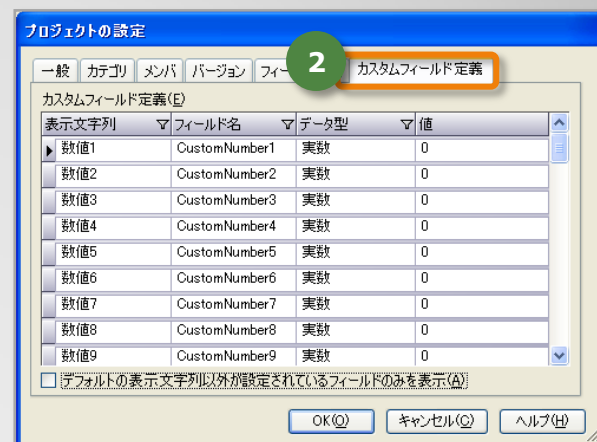 プロジェクトの設定
一般 カテゴリ メンバ バージョン フィー 2 カスタムフィールド定義
カスタムフィールド定義(E)
表示文字列 フィールド名 データ型 値
数値1 CustomNumber1 実数 0
数値2 CustomNumber2 実数 0
数値3 CustomNumber3 実数 0
数値4 CustomNumber4 実数 0
数値5 CustomNumber5 実数 0
数値6 CustomNumber6 実数 0
数値7 CustomNumber7 実数 0
数値8 CustomNumber8 実数 0
数値9 CustomNumber9 実数 0
デフォルトの表示文字列以外が設定されているフィールドのみを表示(A)
OK(O) キャンセル(C) ヘルプ(H)